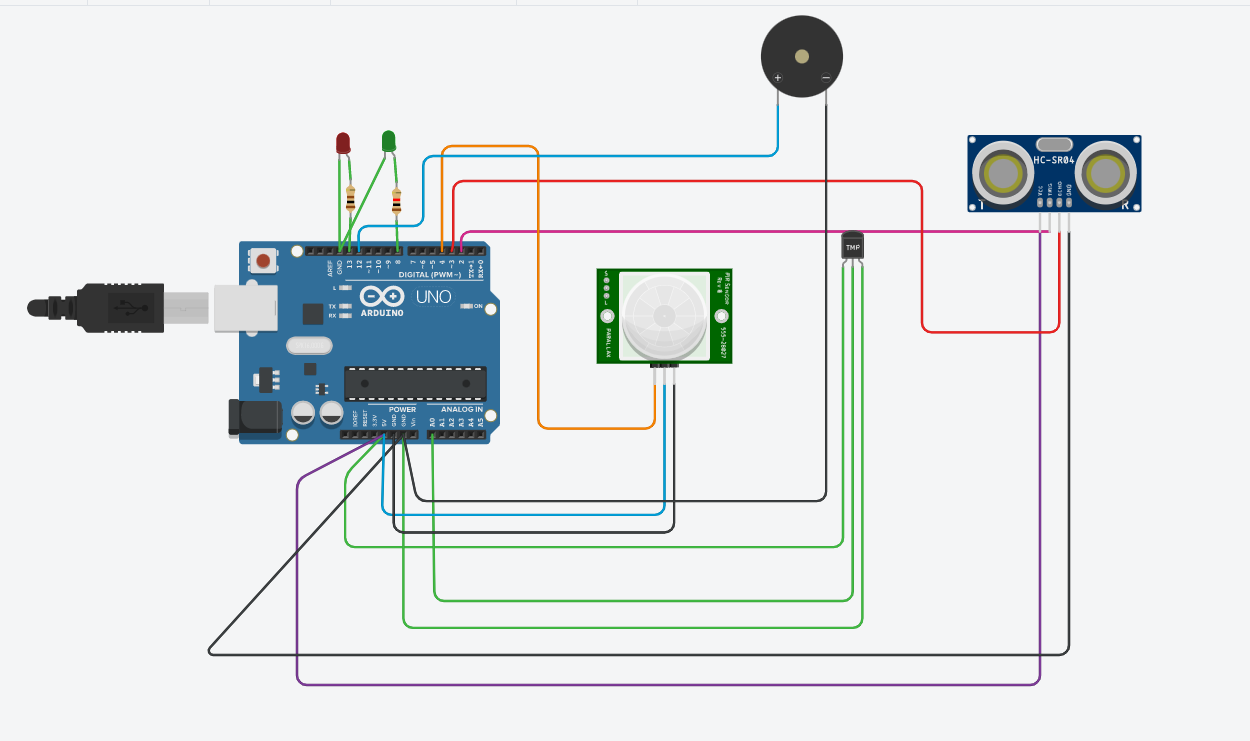 + −
HC-SR04
VCC
TRIG
ECHO
GND
T R
TMP
AREF
GND
13
12
~11
~10
~9
8
7
~6
~5
4
~3
2
TX→1
RX←0
DIGITAL (PWM~)
L
TX
RX
UNO
ARDUINO
ON
PIR Sensor
Rev B
PARALLAX
555-28027
POWER
ANALOG IN
IOREF
RESET
3.3V
5V
GND
GND
Vin
A0
A1
A2
A3
A4
A5